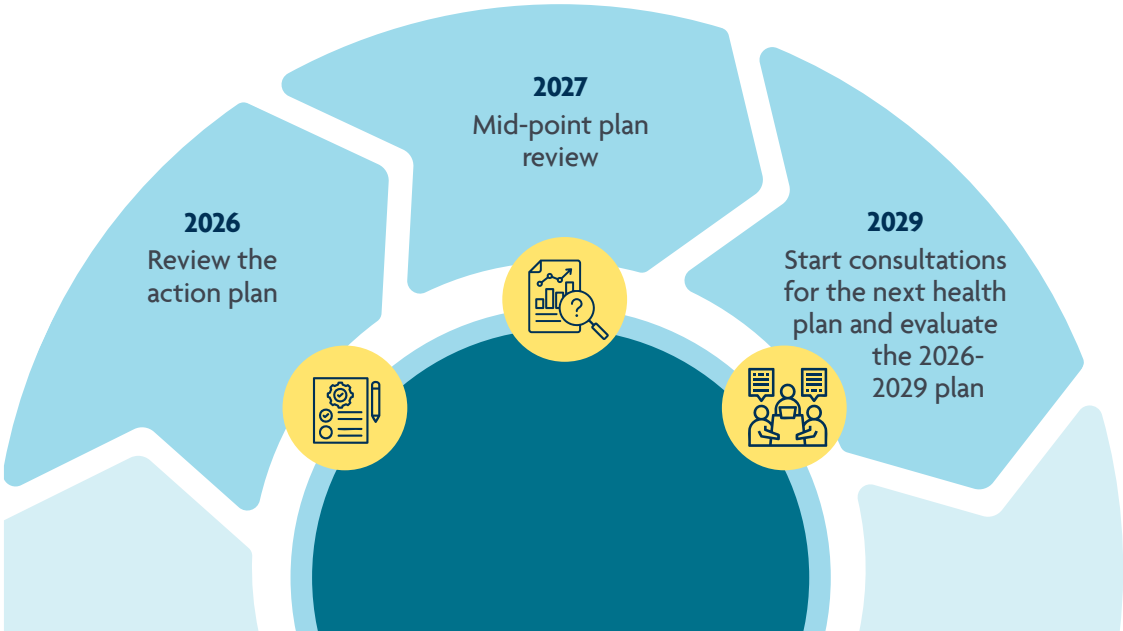 2026
Review the
action plan
2027
Mid-point plan
review
?
2029
Start consultations
for the next health
plan and evaluate
the 2026-
2029 plan